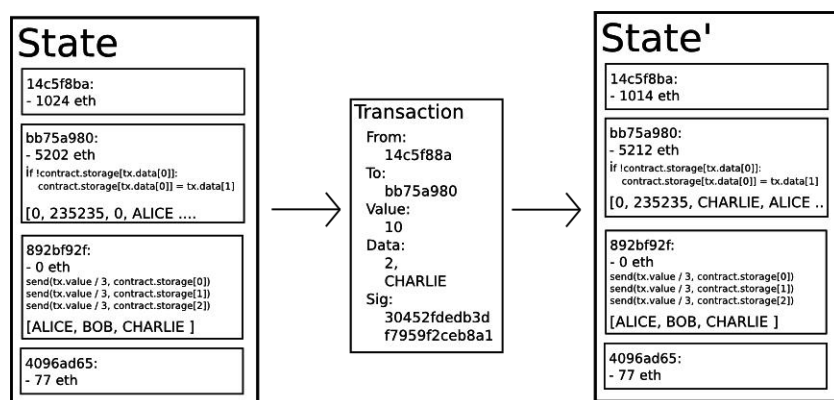 State
14c5f8ba:
- 1024 eth
bb75a980:
- 5202 eth
if !contract.storage[tx.data[0]]:
contract.storage[tx.data[0]] = tx.data[1]
[0, 235235, 0, ALICE ....
892bf92f:
- 0 eth
send(tx.value / 3, contract.storage[0])
send(tx.value / 3, contract.storage[1])
send(tx.value / 3, contract.storage[2])
[ALICE, BOB, CHARLIE ]
4096ad65:
- 77 eth
Transaction
From:
14c5f88a
To:
bb75a980
Value:
10
Data:
2,
CHARLIE
Sig:
30452fdedb3d
f7959f2ceb8a1
State'
14c5f8ba:
- 1014 eth
bb75a980:
- 5212 eth
if !contract.storage[tx.data[0]]:
contract.storage[tx.data[0]] = tx.data[1]
[0, 235235, CHARLIE, ALICE ..
892bf92f:
- 0 eth
send(tx.value / 3, contract.storage[0])
send(tx.value / 3, contract.storage[1])
send(tx.value / 3, contract.storage[2])
[ALICE, BOB, CHARLIE ]
4096ad65:
- 77 eth